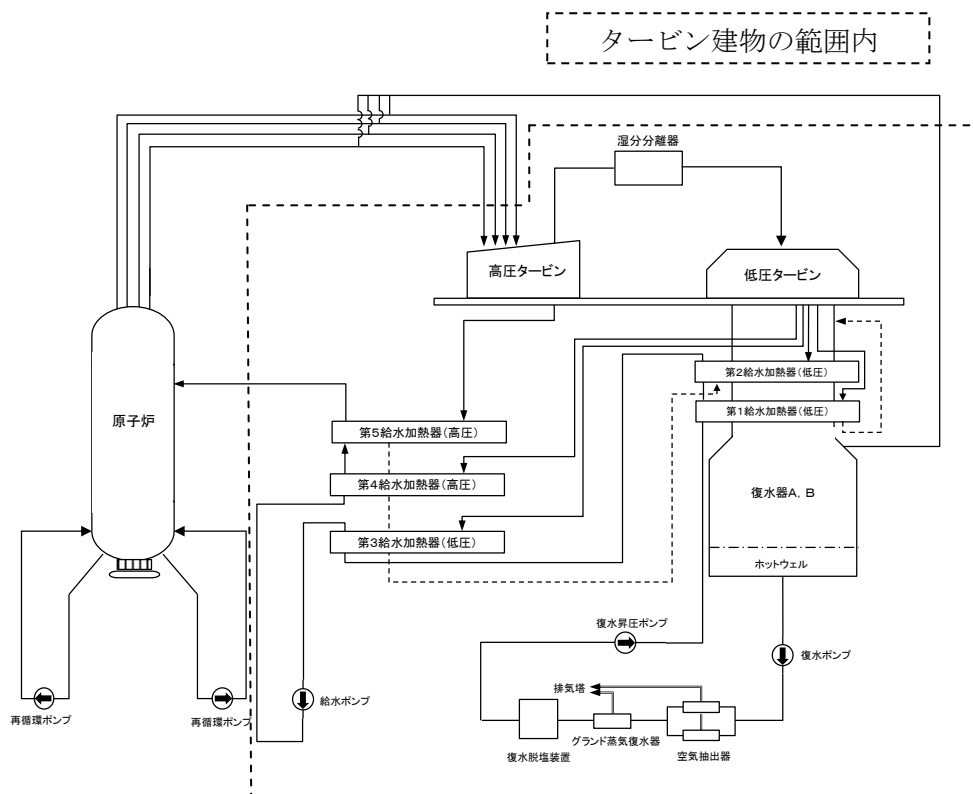 タービン建物の範囲内
湿分分離器
高圧タービン
低圧タービン
第2給水加熱器(低圧)
第1給水加熱器(低圧)
原子炉
第5給水加熱器(高圧)
第4給水加熱器(高圧)
第3給水加熱器(低圧)
復水器A, B
ホットウェル
復水昇圧ポンプ
復水ポンプ
排気塔
給水ポンプ
再循環ポンプ
再循環ポンプ
グランド蒸気復水器
復水脱塩装置
空気抽出器